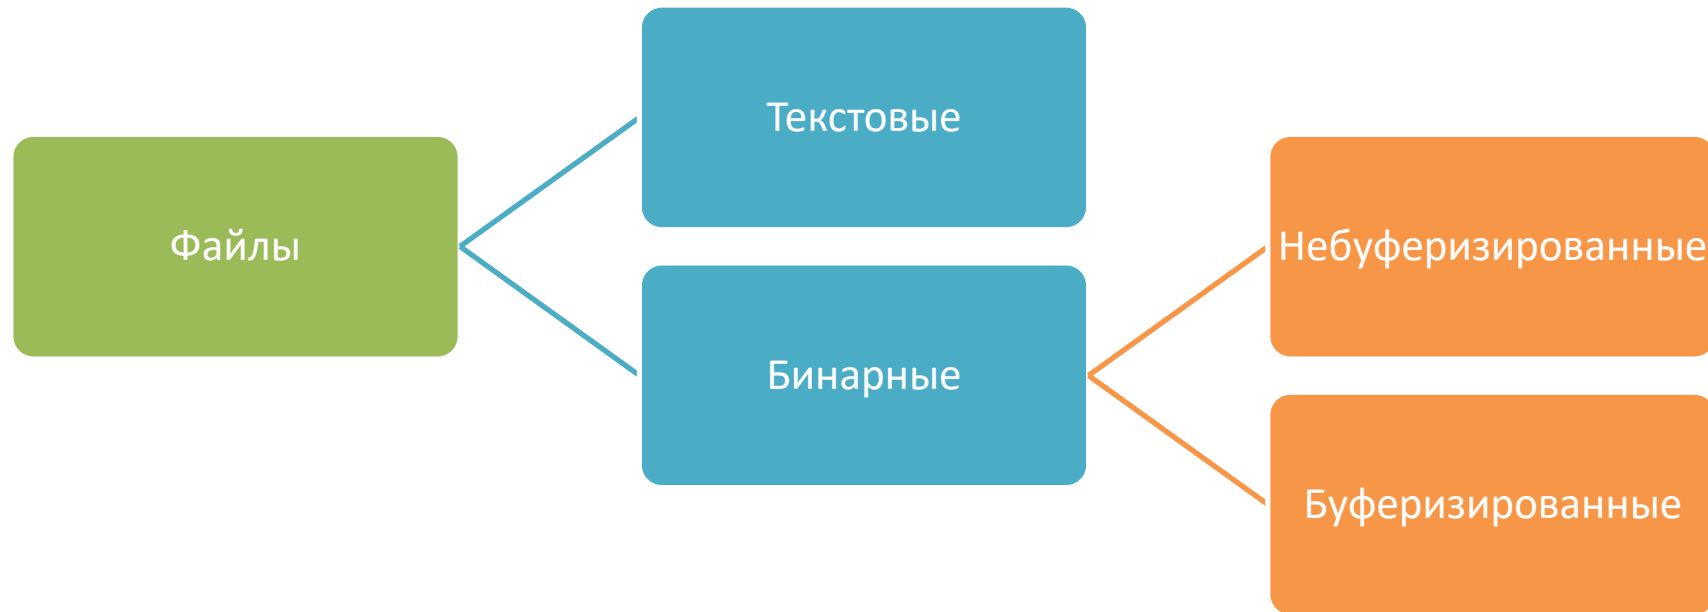 Файлы
Текстовые
Бинарные
Небуферизированные
Буферизированные